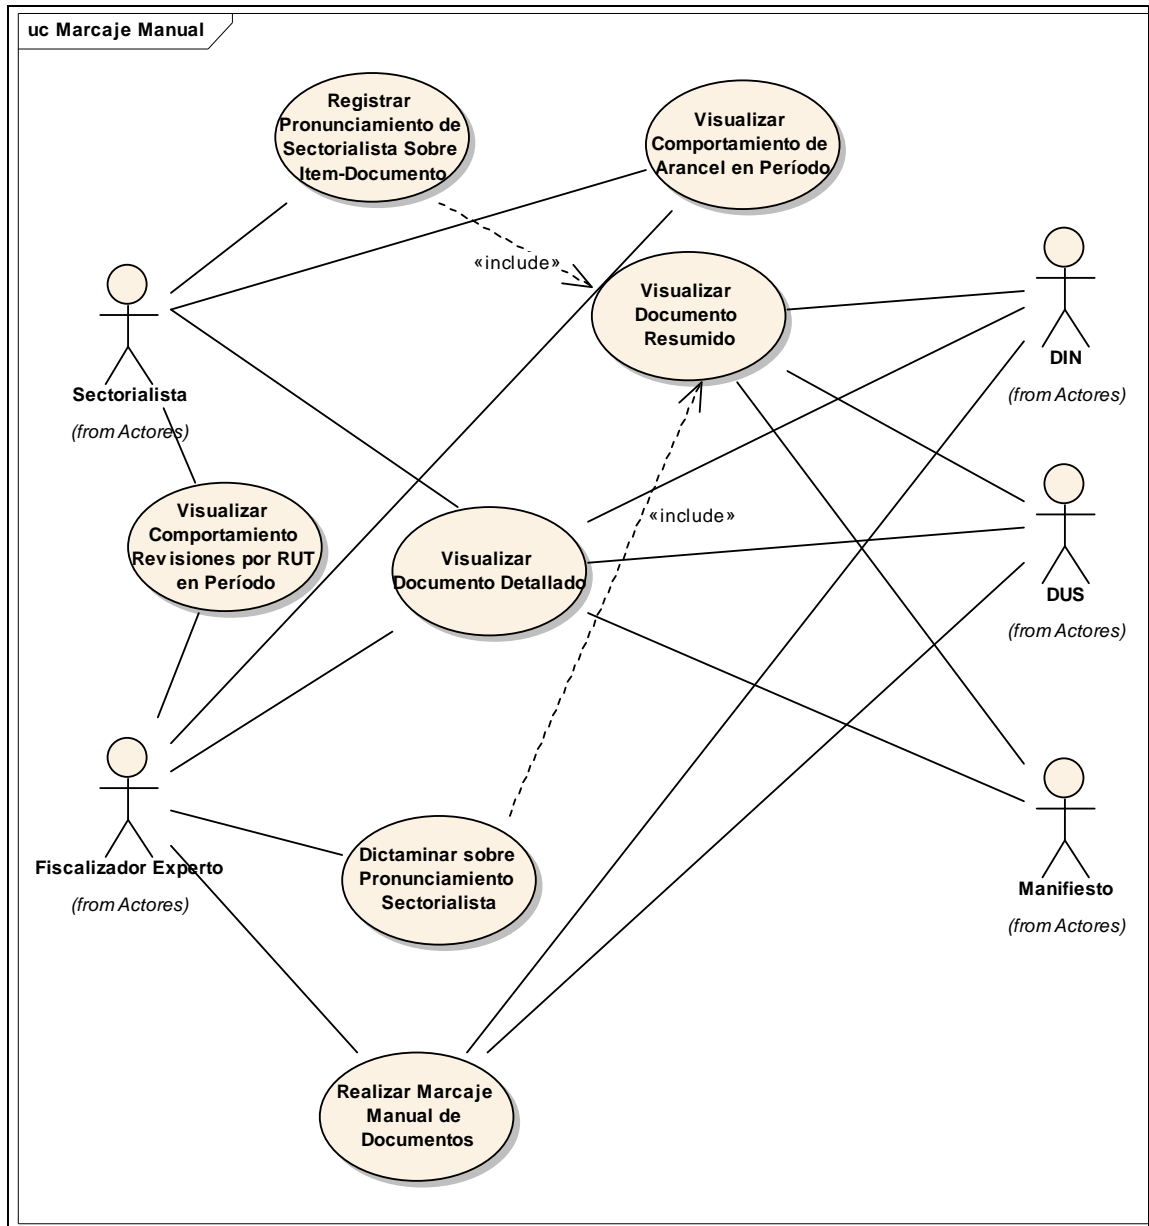 uc Marcaje Manual
Registrar
Pronunciamiento de
Sectorialista Sobre
Item-Documento
Visualizar
Comportamiento de
Arancel en Período
«include»
Visualizar
Documento
Resumido
DIN
(from Actores)
Sectorialista
(from Actores)
Visualizar
Comportamiento
Revisiones por RUT
en Período
«include»
Visualizar
Documento Detallado
DUS
(from Actores)
Fiscalizador Experto
(from Actores)
Dictaminar sobre
Pronunciamiento
Sectorialista
Manifiesto
(from Actores)
Realizar Marcaje
Manual de
Documentos